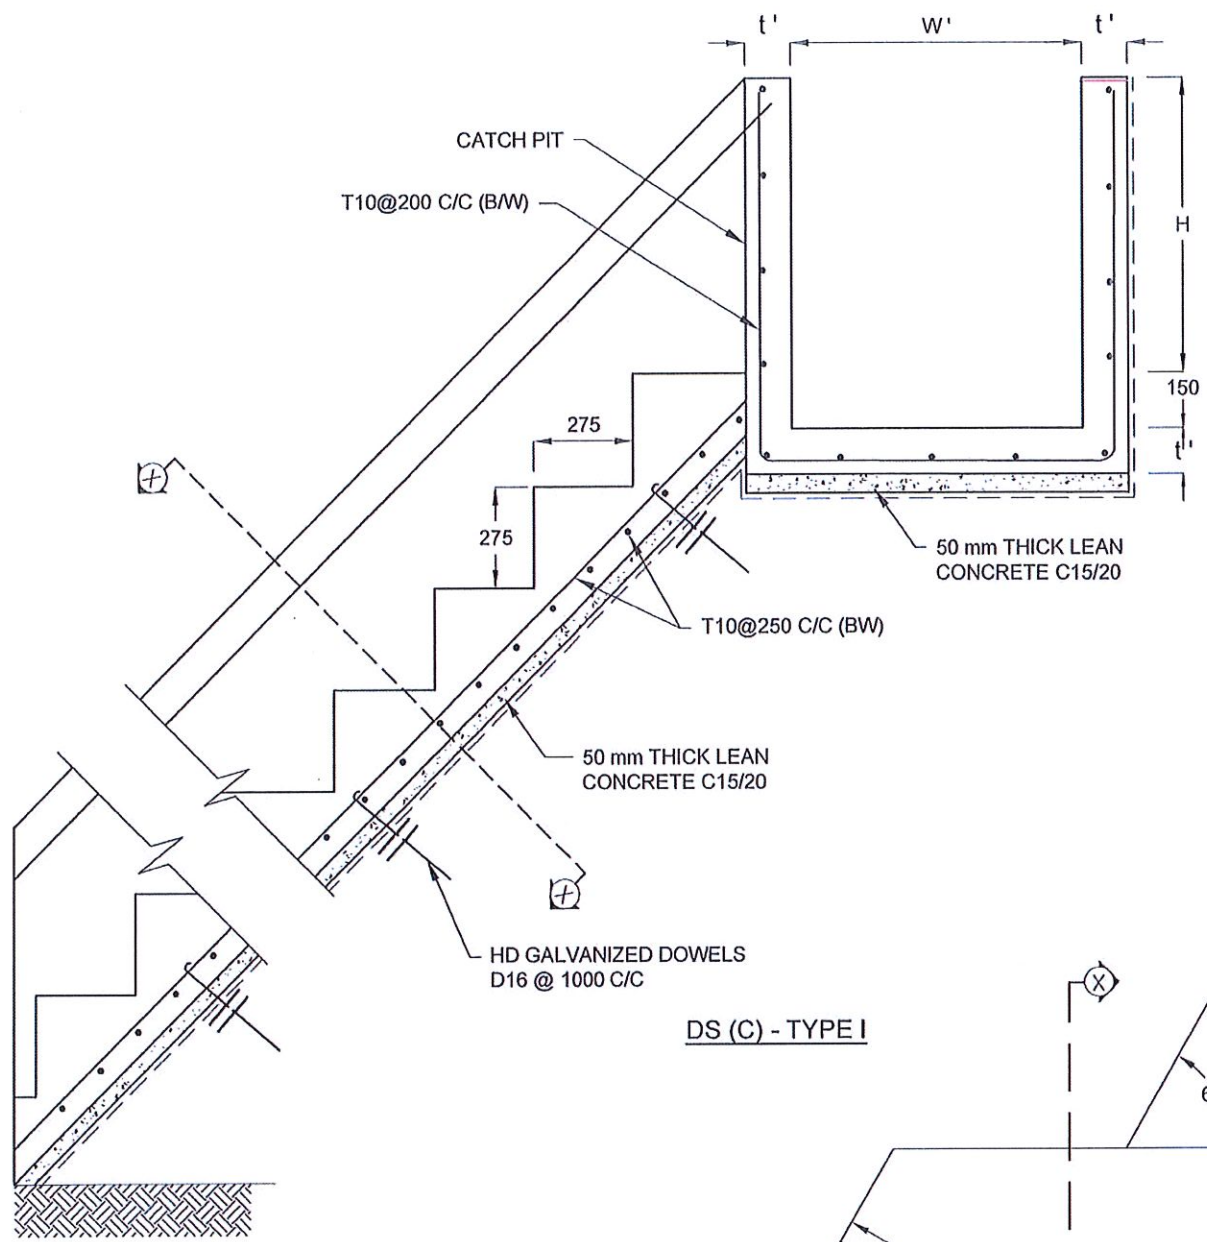 t' W' t'
CATCH PIT
T10@200 C/C (B/W)
H
150
275
t'
275
50 mm THICK LEAN
CONCRETE C15/20
T10@250 C/C (BW)
50 mm THICK LEAN
CONCRETE C15/20
HD GALVANIZED DOWELS
D16 @ 1000 C/C
X
DS (C) - TYPE I
6